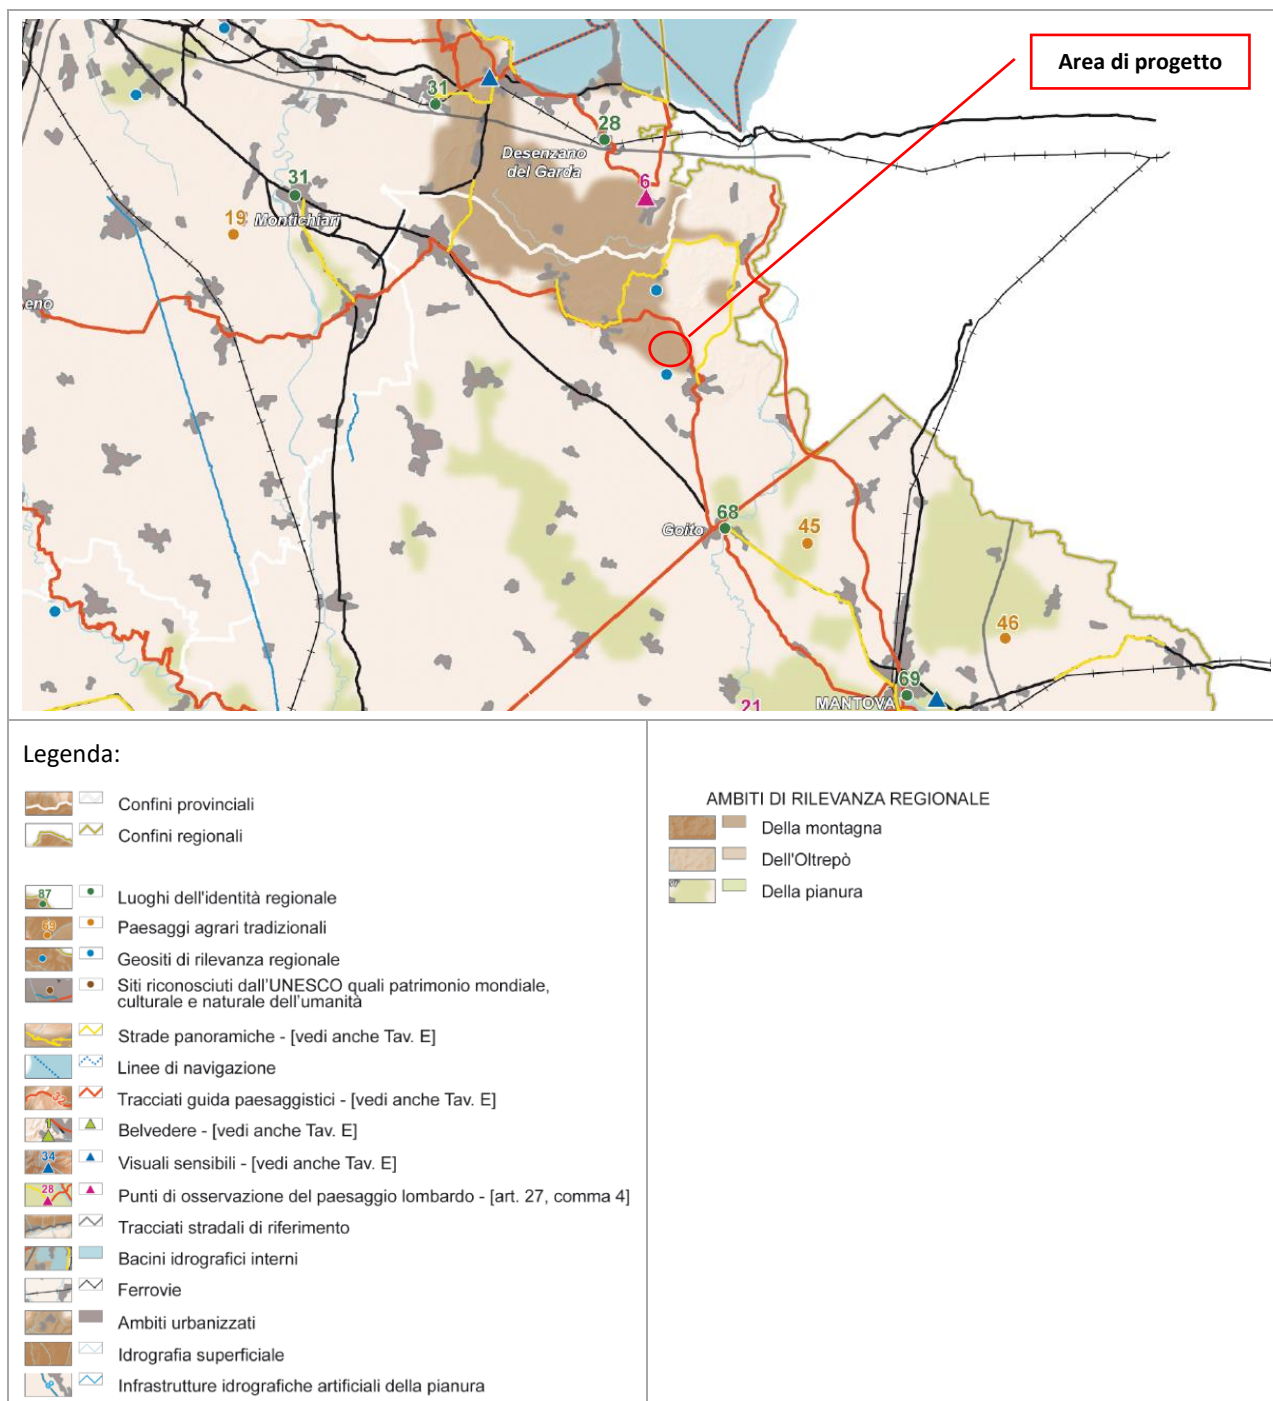 Area di progetto
31
28
Desenzano
del Garda
6
31
19
Montichiari
eno
68
Goito
45
46
69
MANTOVA
21
Legenda:
Confini provinciali
Confini regionali
87
Luoghi dell'identità regionale
69
Paesaggi agrari tradizionali
Geositi di rilevanza regionale
Siti riconosciuti dall'UNESCO quali patrimonio mondiale,
culturale e naturale dell'umanità
Strade panoramiche - [vedi anche Tav. E]
Linee di navigazione
32
Tracciati guida paesaggistici - [vedi anche Tav. E]
Belvedere - [vedi anche Tav. E]
34
Visuali sensibili - [vedi anche Tav. E]
28
Punti di osservazione del paesaggio lombardo - [art. 27, comma 4]
Tracciati stradali di riferimento
Bacini idrografici interni
Ferrovie
Ambiti urbanizzati
Idrografia superficiale
Infrastrutture idrografiche artificiali della pianura
AMBITI DI RILEVANZA REGIONALE
Della montagna
Dell'Oltrepò
Della pianura